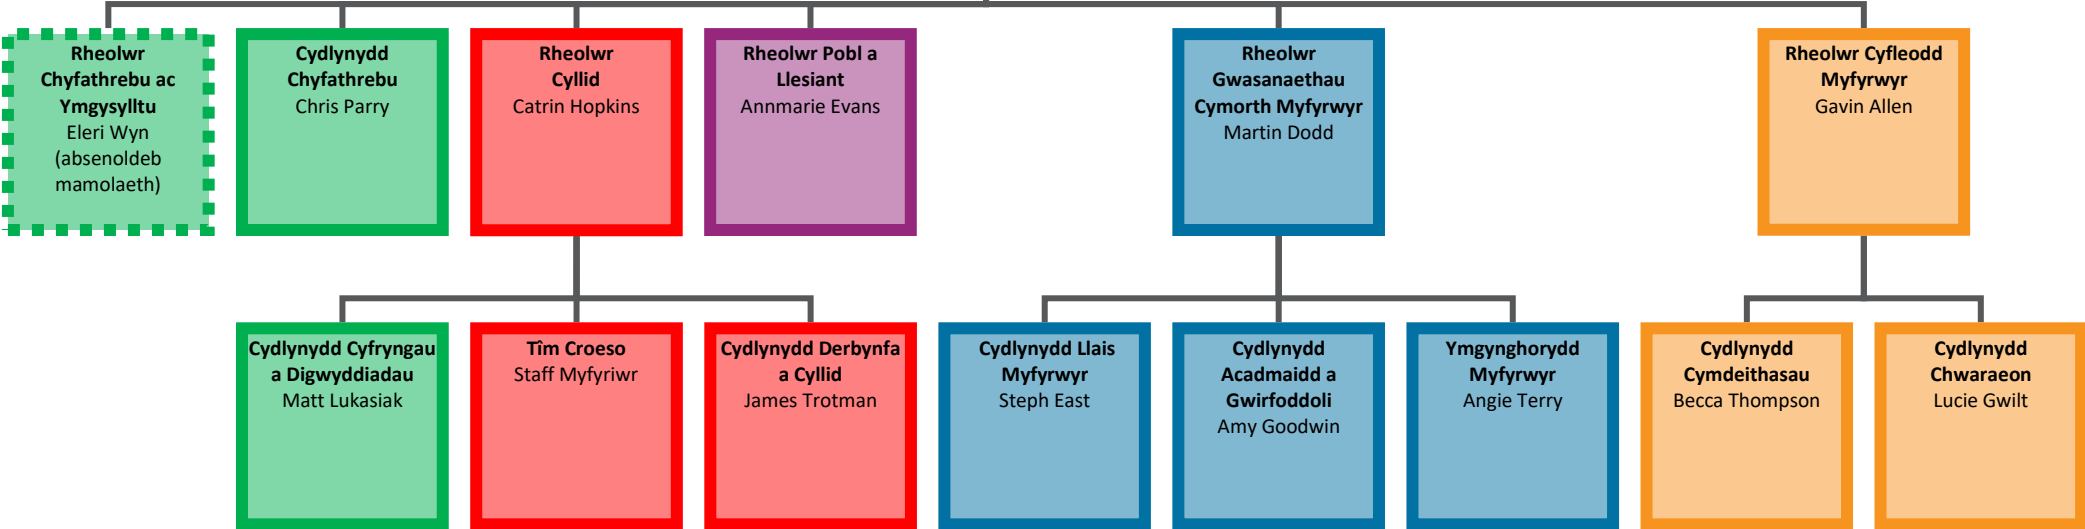 Rheolwr
Chyfathrebu ac
Ymgysylltu
Eleri Wyn
(absenoldeb
mamolaeth)
Cydlynydd
Chyfathrebu
Chris Parry
Rheolwr
Cyllid
Catrin Hopkins
Rheolwr Pobl a
Llesiant
Annmarie Evans
Rheolwr
Gwasanaethau
Cymorth Myfyrwyr
Martin Dodd
Rheolwr Cyfleodd
Myfyrwyr
Gavin Allen
Cydlynydd Cyfryngau
a Digwyddiadau
Matt Lukasiak
Tîm Croeso
Staff Myfyriwr
Cydlynydd Derbynfa
a Cyllid
James Trotman
Cydlynydd Llais
Myfyrwyr
Steph East
Cydlynydd
Acadmaidd a
Gwirfoddoli
Amy Goodwin
Ymgynghorydd
Myfyrwyr
Angie Terry
Cydlynydd
Cymdeithasau
Becca Thompson
Cydlynydd
Chwaraeon
Lucie Gwilt